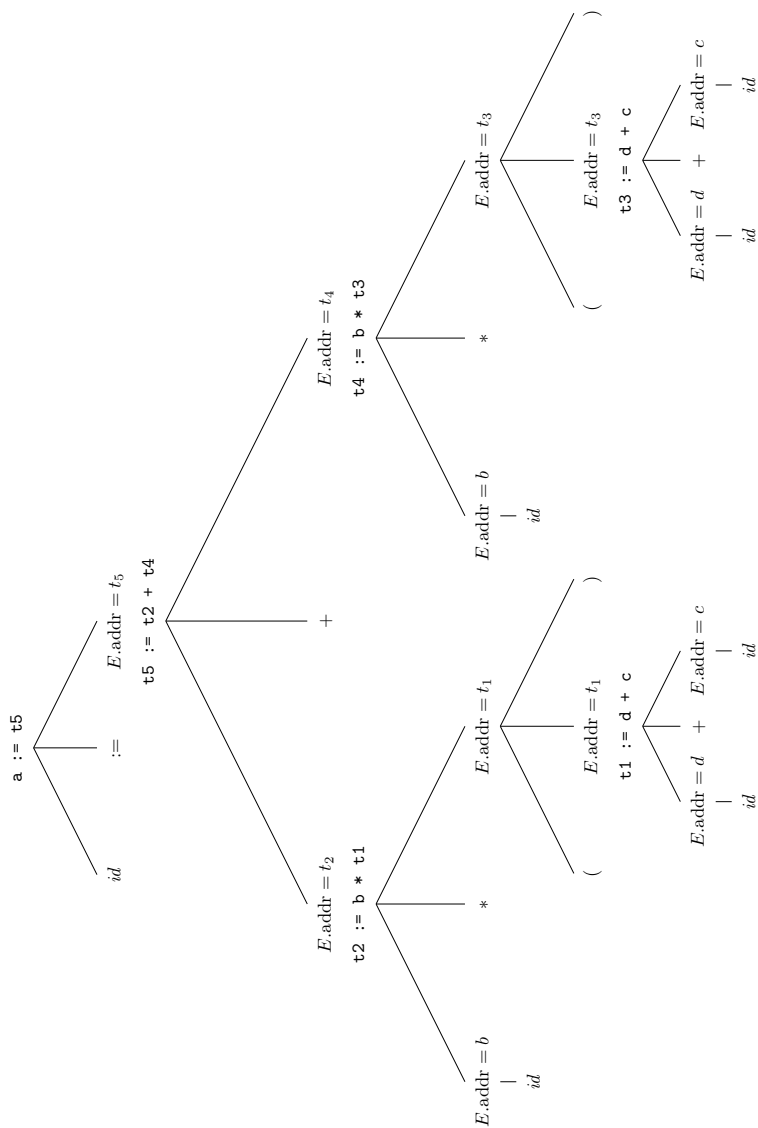 a := t5
id := E.addr = t₅
t5 := t2 + t4
E.addr = t₂ + E.addr = t₄
t2 := b * t1 t4 := b * t3
E.addr = b * E.addr = t₁ E.addr = b * E.addr = t₃
id id
( E.addr = t₁ ) ( E.addr = t₃ )
t1 := d + c t3 := d + c
E.addr = d + E.addr = c E.addr = d + E.addr = c
id id id id